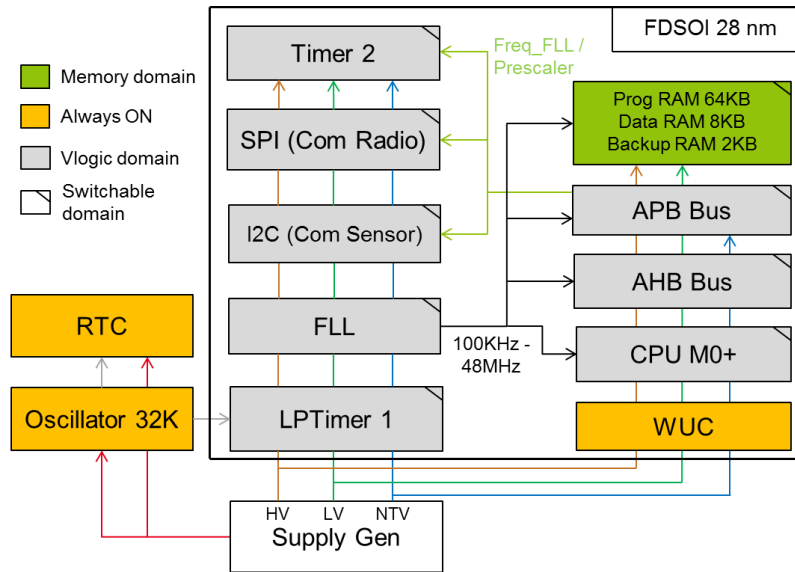 FDSOI 28 nm
Timer 2
Freq_FLL /
Prescaler
Memory domain
Always ON
Vlogic domain
Switchable
domain
Prog RAM 64KB
Data RAM 8KB
Backup RAM 2KB
SPI (Com Radio)
APB Bus
I2C (Com Sensor)
AHB Bus
RTC
FLL
100KHz -
48MHz
CPU M0+
Oscillator 32K
LPTimer 1
WUC
HV LV NTV
Supply Gen